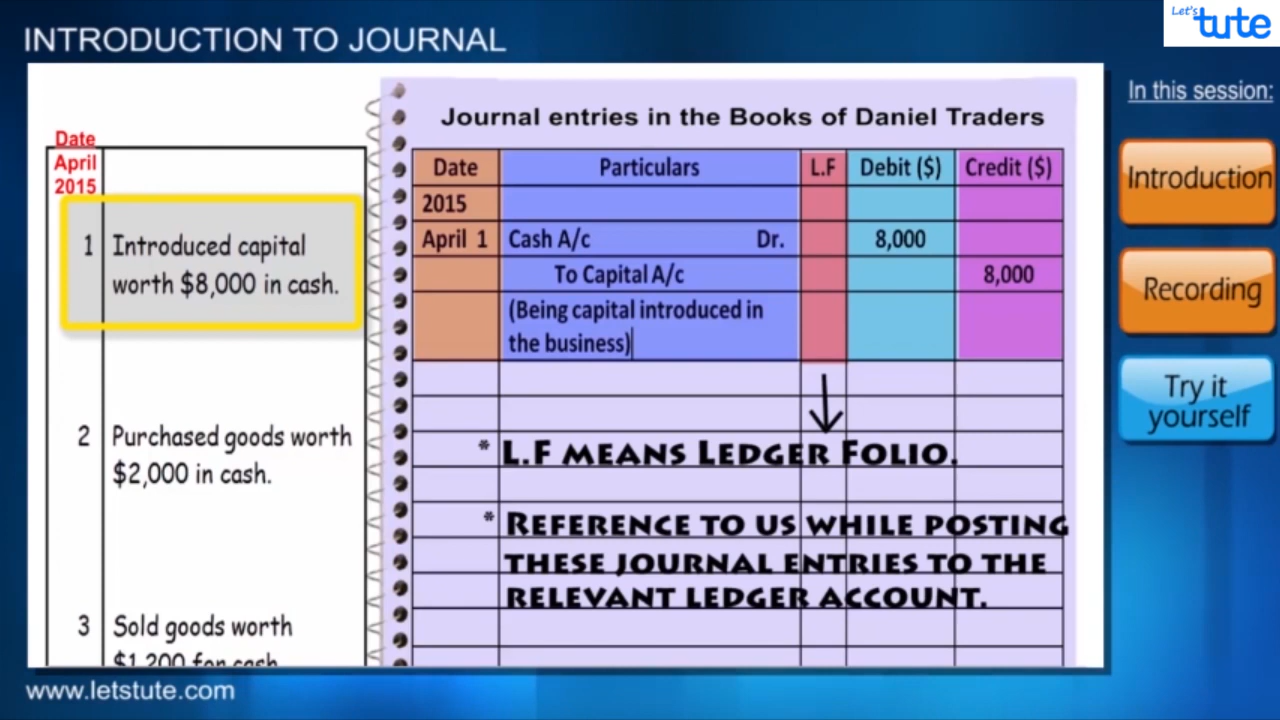 INTRODUCTION TO JOURNAL
Let's
tute
In this session:
Introduction
Recording
Try it
yourself
Date
April
2015
1 Introduced capital
worth $8,000 in cash.
2 Purchased goods worth
$2,000 in cash.
3 Sold goods worth
$1,200 for cash
Journal entries in the Books of Daniel Traders
Date Particulars L.F Debit ($) Credit ($)
2015
April 1 Cash A/c Dr. 8,000
To Capital A/c 8,000
(Being capital introduced in
the business)
* L.F MEANS LEDGER FOLIO.
* REFERENCE TO US WHILE POSTING
THESE JOURNAL ENTRIES TO THE
RELEVANT LEDGER ACCOUNT.
www.letstute.com